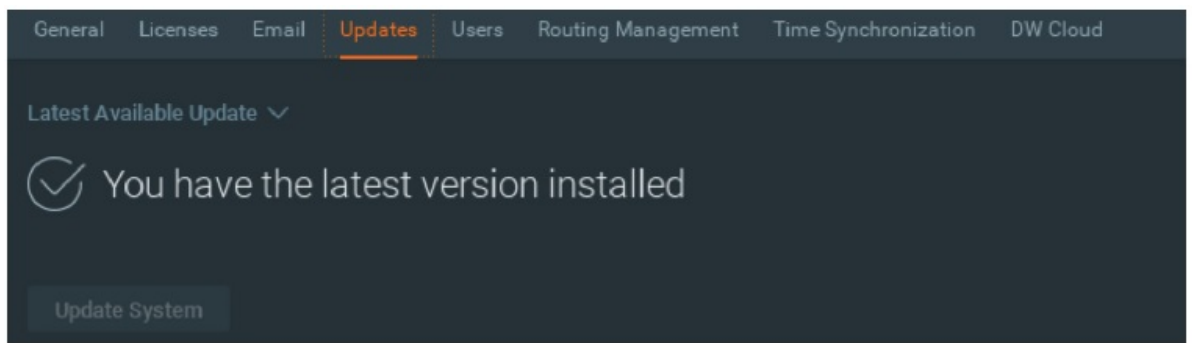 General Licenses Email Updates Users Routing Management Time Synchronization DW Cloud
Latest Available Update
You have the latest version installed
Update System